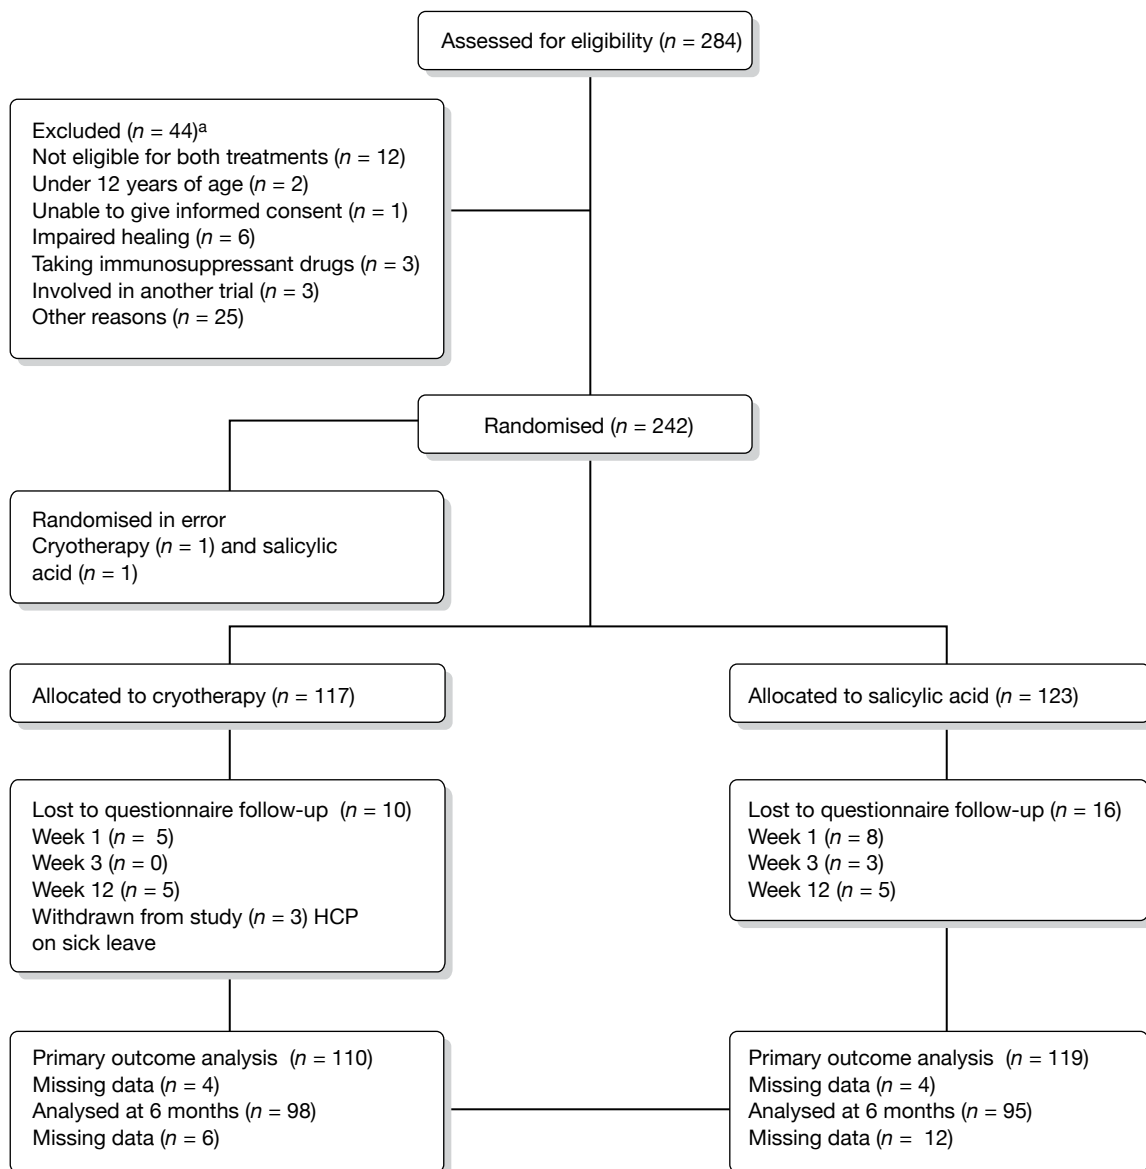 Assessed for eligibility (n = 284)
Excluded (n = 44)a
Not eligible for both treatments (n = 12)
Under 12 years of age (n = 2)
Unable to give informed consent (n = 1)
Impaired healing (n = 6)
Taking immunosuppressant drugs (n = 3)
Involved in another trial (n = 3)
Other reasons (n = 25)
Randomised (n = 242)
Randomised in error
Cryotherapy (n = 1) and salicylic
acid (n = 1)
Allocated to cryotherapy (n = 117)
Allocated to salicylic acid (n = 123)
Lost to questionnaire follow-up (n = 10)
Week 1 (n = 5)
Week 3 (n = 0)
Week 12 (n = 5)
Withdrawn from study (n = 3) HCP
on sick leave
Lost to questionnaire follow-up (n = 16)
Week 1 (n = 8)
Week 3 (n = 3)
Week 12 (n = 5)
Primary outcome analysis (n = 110)
Missing data (n = 4)
Analysed at 6 months (n = 98)
Missing data (n = 6)
Primary outcome analysis (n = 119)
Missing data (n = 4)
Analysed at 6 months (n = 95)
Missing data (n = 12)